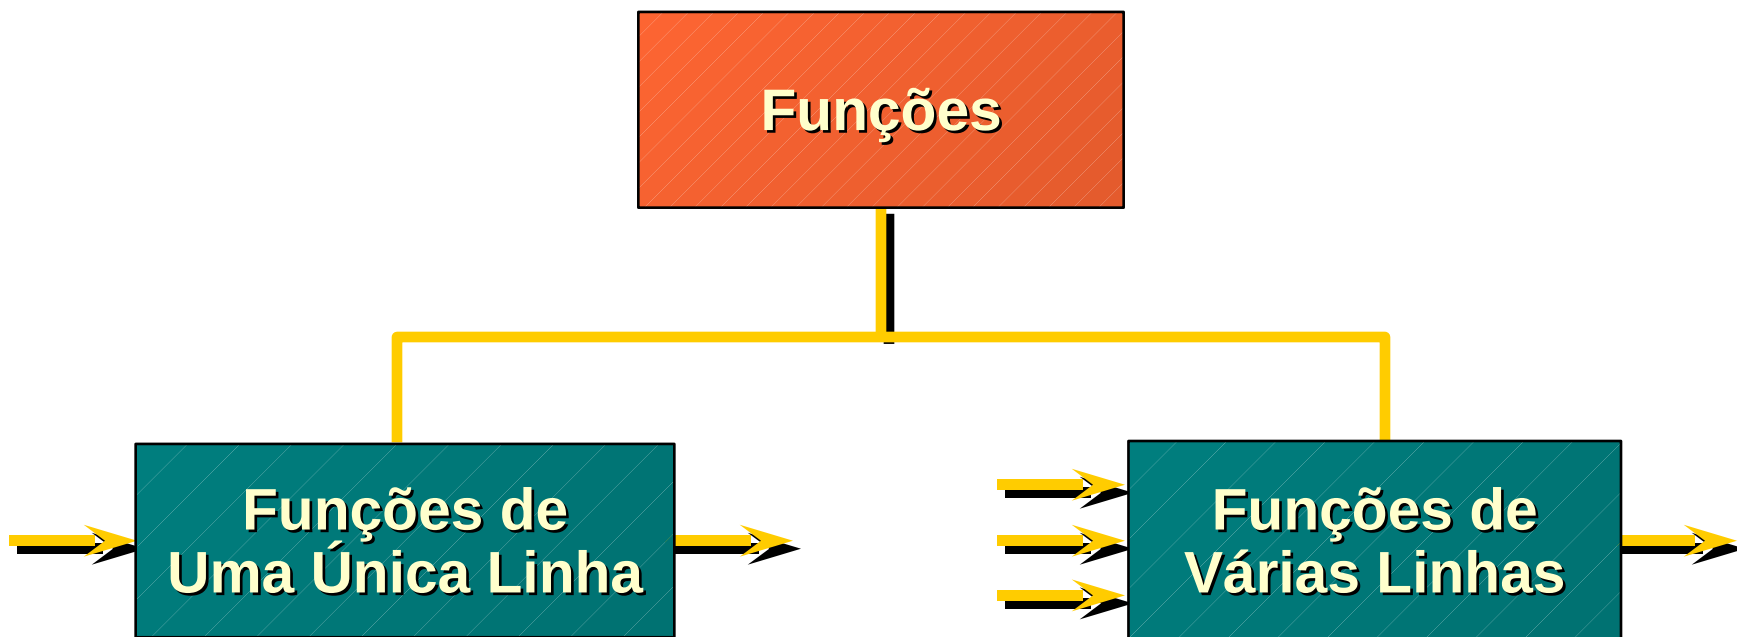 Funções
Funções de
Uma Única Linha
Funções de
Várias Linhas